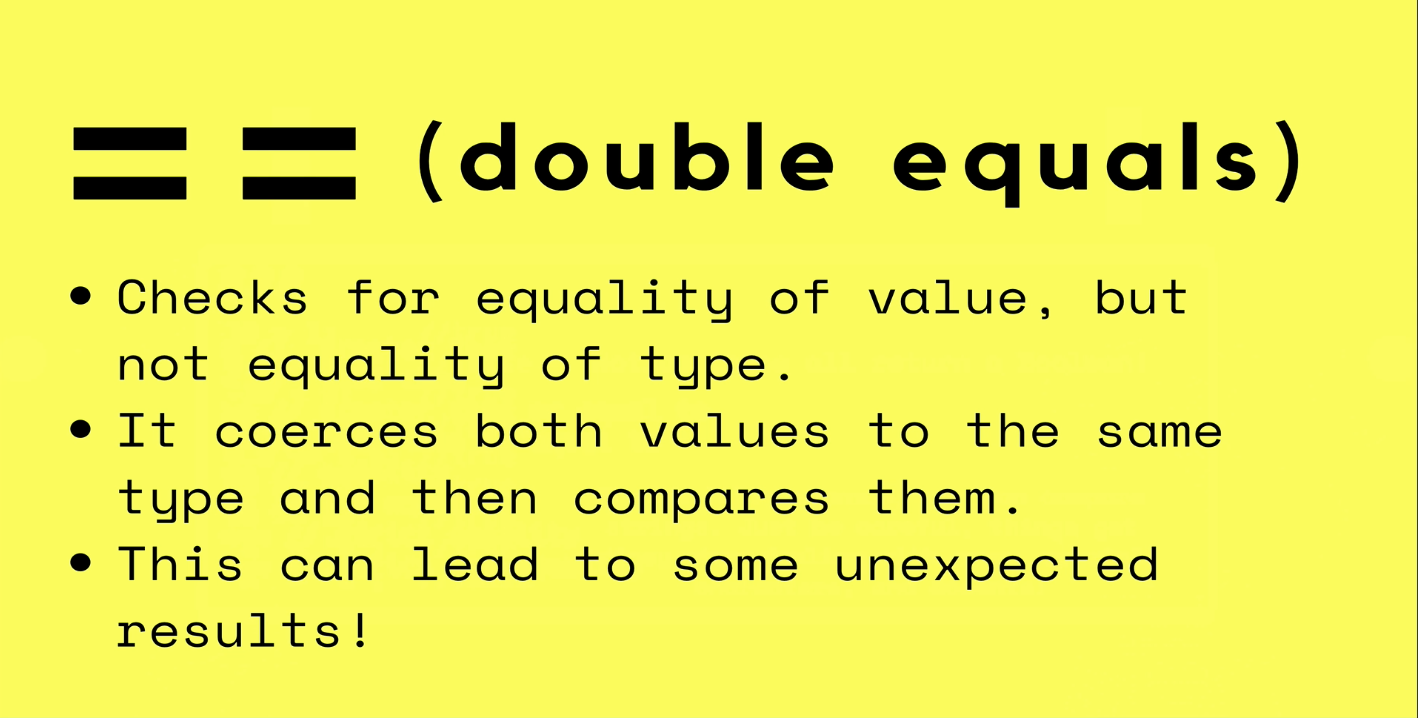 == (double equals)
• Checks for equality of value, but
not equality of type.
• It coerces both values to the same
type and then compares them.
• This can lead to some unexpected
results!